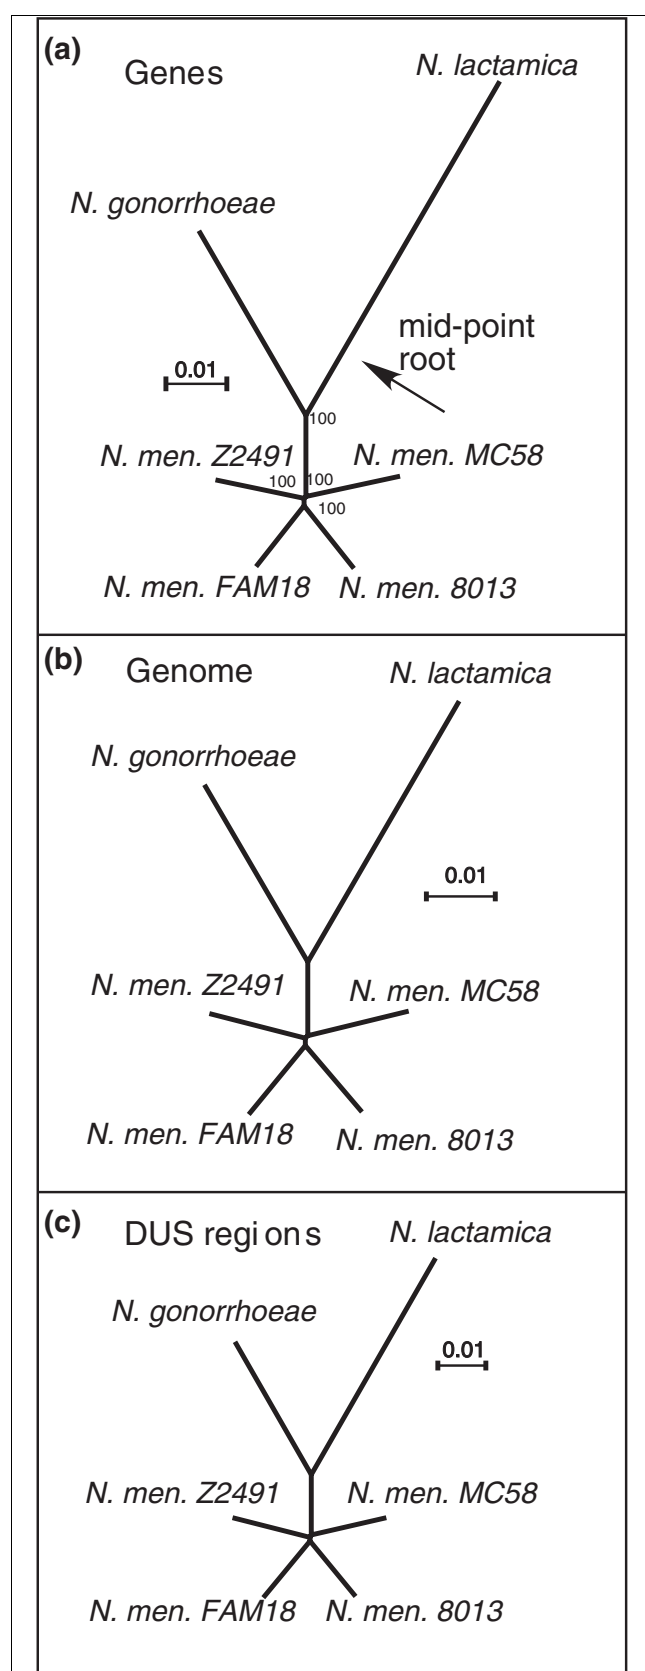 (a)
Genes
N. lactamica
N. gonorrhoeae
mid-point
root
0.01
100
N. men. Z2491
N. men. MC58
100
100
100
N. men. FAM18
N. men. 8013
(b)
Genome
N. lactamica
N. gonorrhoeae
0.01
N. men. Z2491
N. men. MC58
N. men. FAM18
N. men. 8013
(c)
DUS regions
N. lactamica
N. gonorrhoeae
0.01
N. men. Z2491
N. men. MC58
N. men. FAM18
N. men. 8013